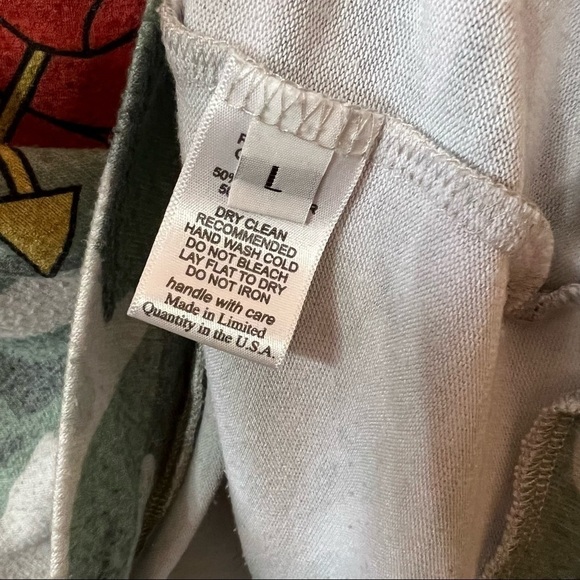 L
50%
DRY CLEAN
RECOMMENDED
HAND WASH COLD
DO NOT BLEACH
LAY FLAT TO DRY
DO NOT IRON
handle with care
Made in Limited
Quantity in the U.S.A.